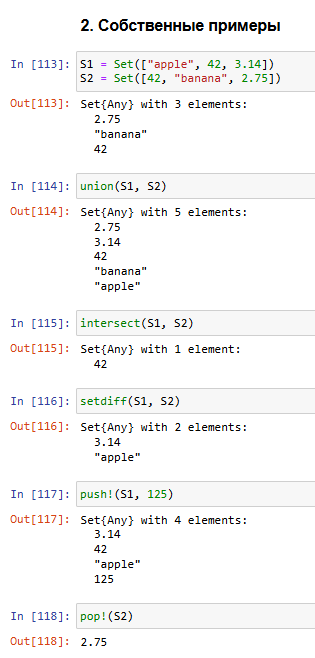 2. Собственные примеры
In [113]: S1 = Set(["apple", 42, 3.14])
S2 = Set([42, "banana", 2.75])
Out[113]: Set{Any} with 3 elements:
2.75
"banana"
42
In [114]: union(S1, S2)
Out[114]: Set{Any} with 5 elements:
2.75
3.14
42
"banana"
"apple"
In [115]: intersect(S1, S2)
Out[115]: Set{Any} with 1 element:
42
In [116]: setdiff(S1, S2)
Out[116]: Set{Any} with 2 elements:
3.14
"apple"
In [117]: push!(S1, 125)
Out[117]: Set{Any} with 4 elements:
3.14
42
"apple"
125
In [118]: pop!(S2)
Out[118]: 2.75